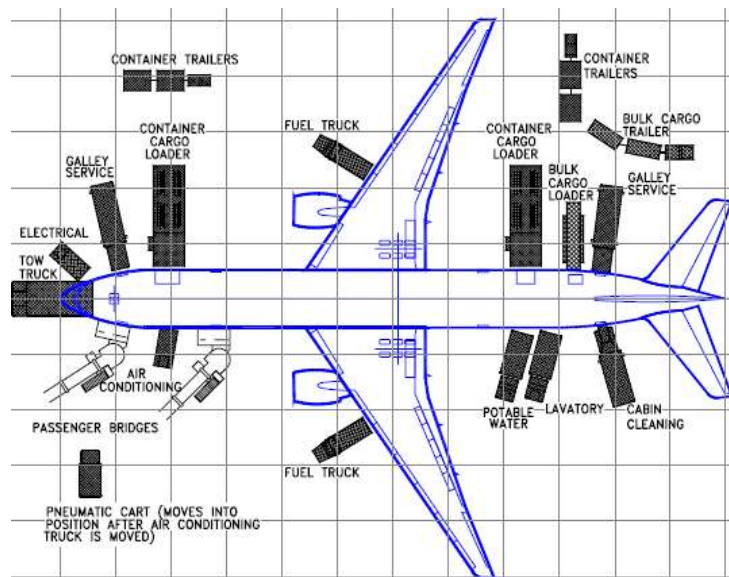 CONTAINER TRAILERS
CONTAINER
TRAILERS
FUEL TRUCK
BULK CARGO
TRAILER
CONTAINER
CARGO
LOADER
CONTAINER
CARGO
LOADER
GALLEY
SERVICE
BULK
CARGO
LOADER
GALLEY
SERVICE
ELECTRICAL
TOW
TRUCK
AIR
CONDITIONING
POTABLE
WATER
LAVATORY
CABIN
CLEANING
PASSENGER BRIDGES
FUEL TRUCK
PNEUMATIC CART (MOVES INTO
POSITION AFTER AIR CONDITIONING
TRUCK IS MOVED)